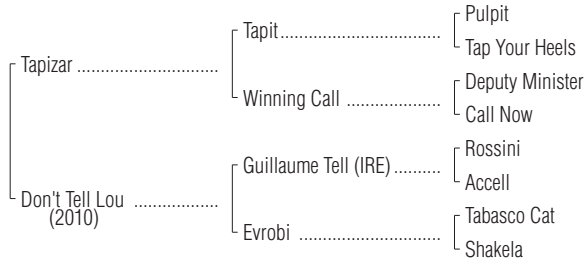 Pulpit
Tapit
Tap Your Heels
Tapizar
Deputy Minister
Winning Call
Call Now
Rossini
Guillaume Tell (IRE)
Accell
Don't Tell Lou
(2010)
Tabasco Cat
Evrobi
Shakela